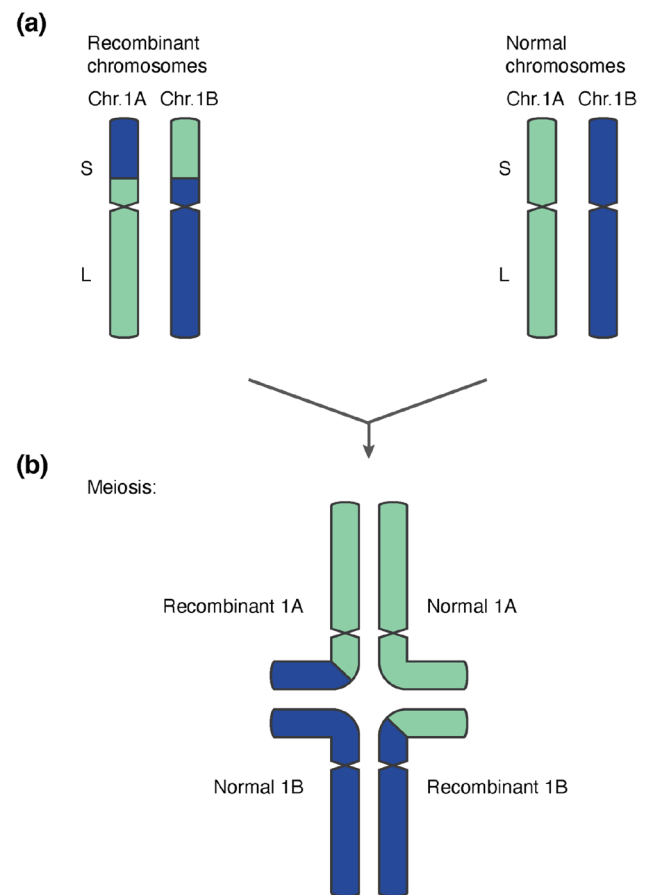 (a)
Recombinant
chromosomes
Chr.1A Chr.1B
S
L
Normal
chromosomes
Chr.1A Chr.1B
S
L
(b)
Meiosis:
Recombinant 1A
Normal 1A
Normal 1B
Recombinant 1B